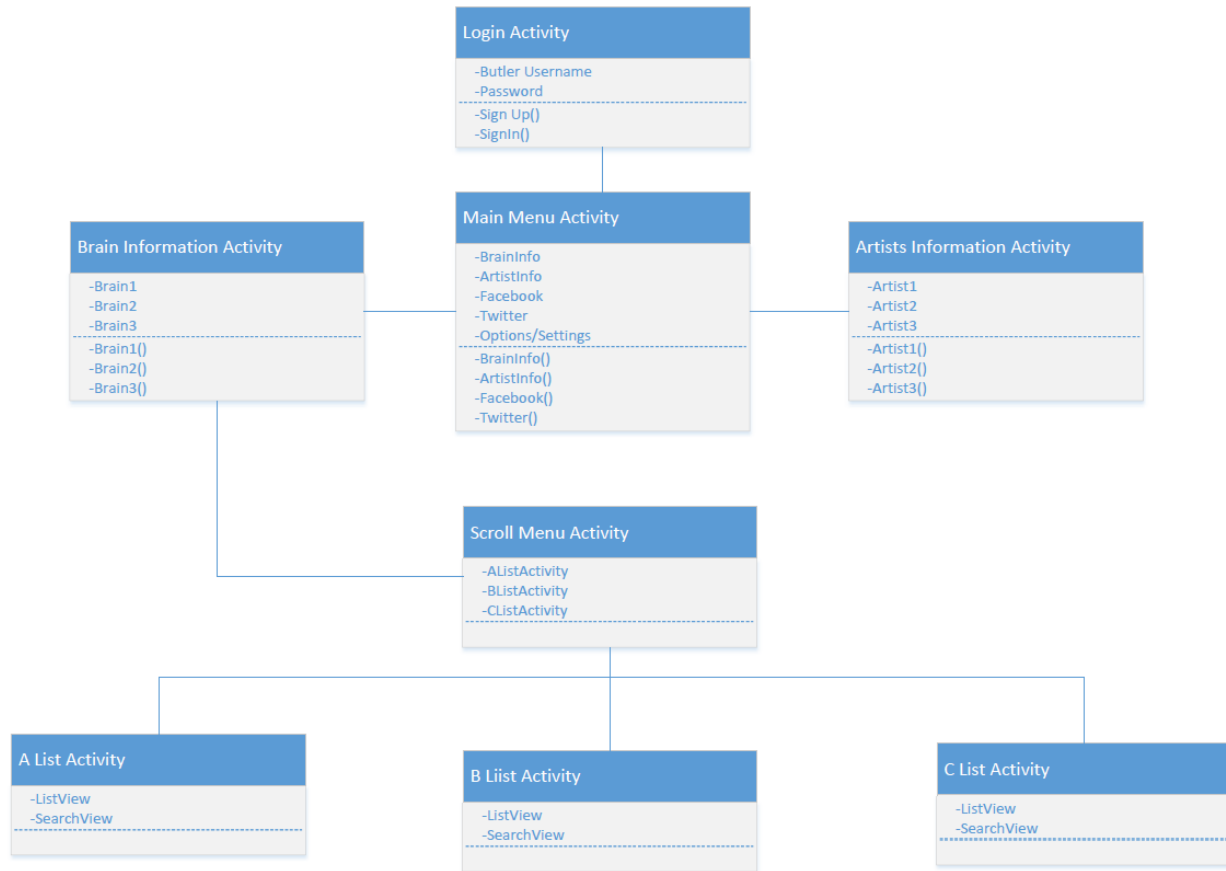 Login Activity
-Butler Username
-Password
-Sign Up()
-SignIn()
Main Menu Activity
-BrainInfo
-ArtistInfo
-Facebook
-Twitter
-Options/Settings
-BrainInfo()
-ArtistInfo()
-Facebook()
-Twitter()
Brain Information Activity
-Brain1
-Brain2
-Brain3
-Brain1()
-Brain2()
-Brain3()
Artists Information Activity
-Artist1
-Artist2
-Artist3
-Artist1()
-Artist2()
-Artist3()
Scroll Menu Activity
-AListActivity
-BListActivity
-CListActivity
A List Activity
-ListView
-SearchView
B Liist Activity
-ListView
-SearchView
C List Activity
-ListView
-SearchView